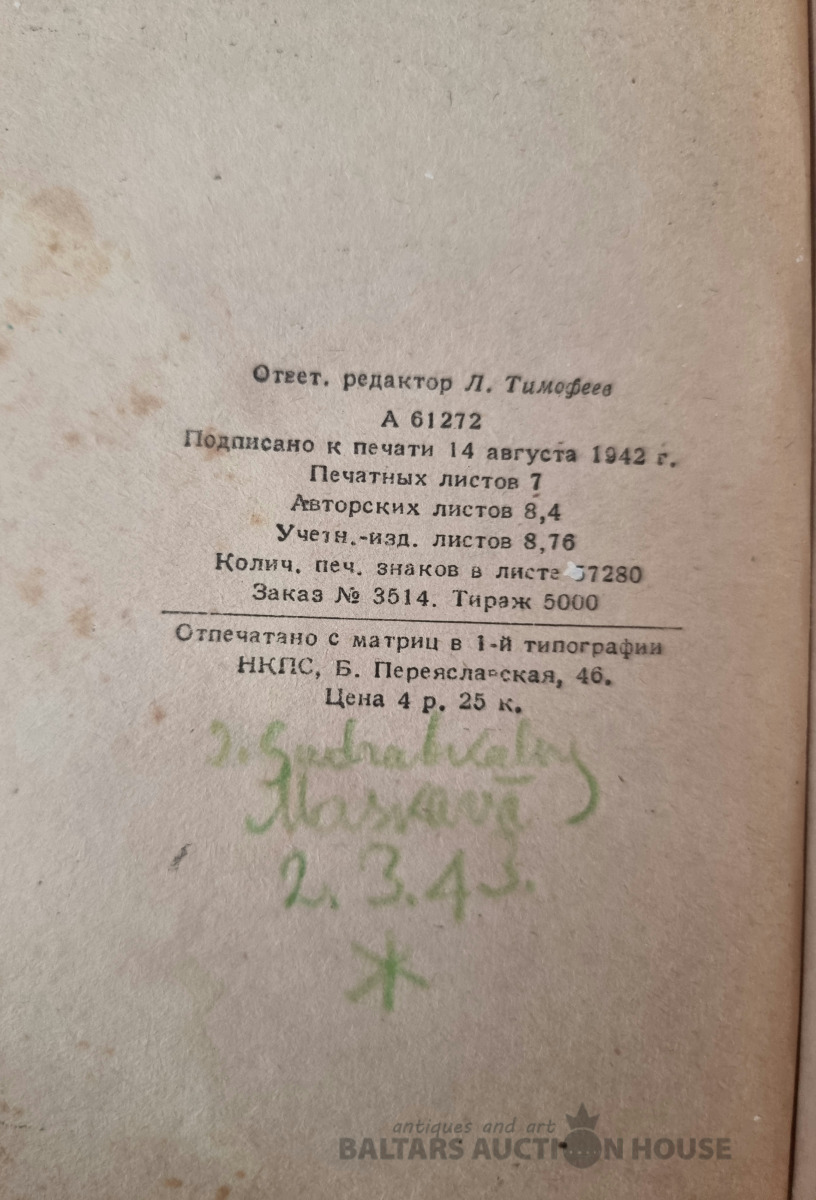 Ответ. редактор Л. Тимофеев
А 61272
Подписано к печати 14 августа 1942 г.
Печатных листов 7
Авторских листов 8,4
Учетн.-изд. листов 8,76
Колич. печ. знаков в листе 57280
Заказ № 3514. Тираж 5000
Отпечатано с матриц в 1-й типографии
НКПС, Б. Переяславская, 46.
Цена 4 р. 25 к.
Maskavā
2. 3. 43.
antiques and art
BALTARS AUCTION HOUSE